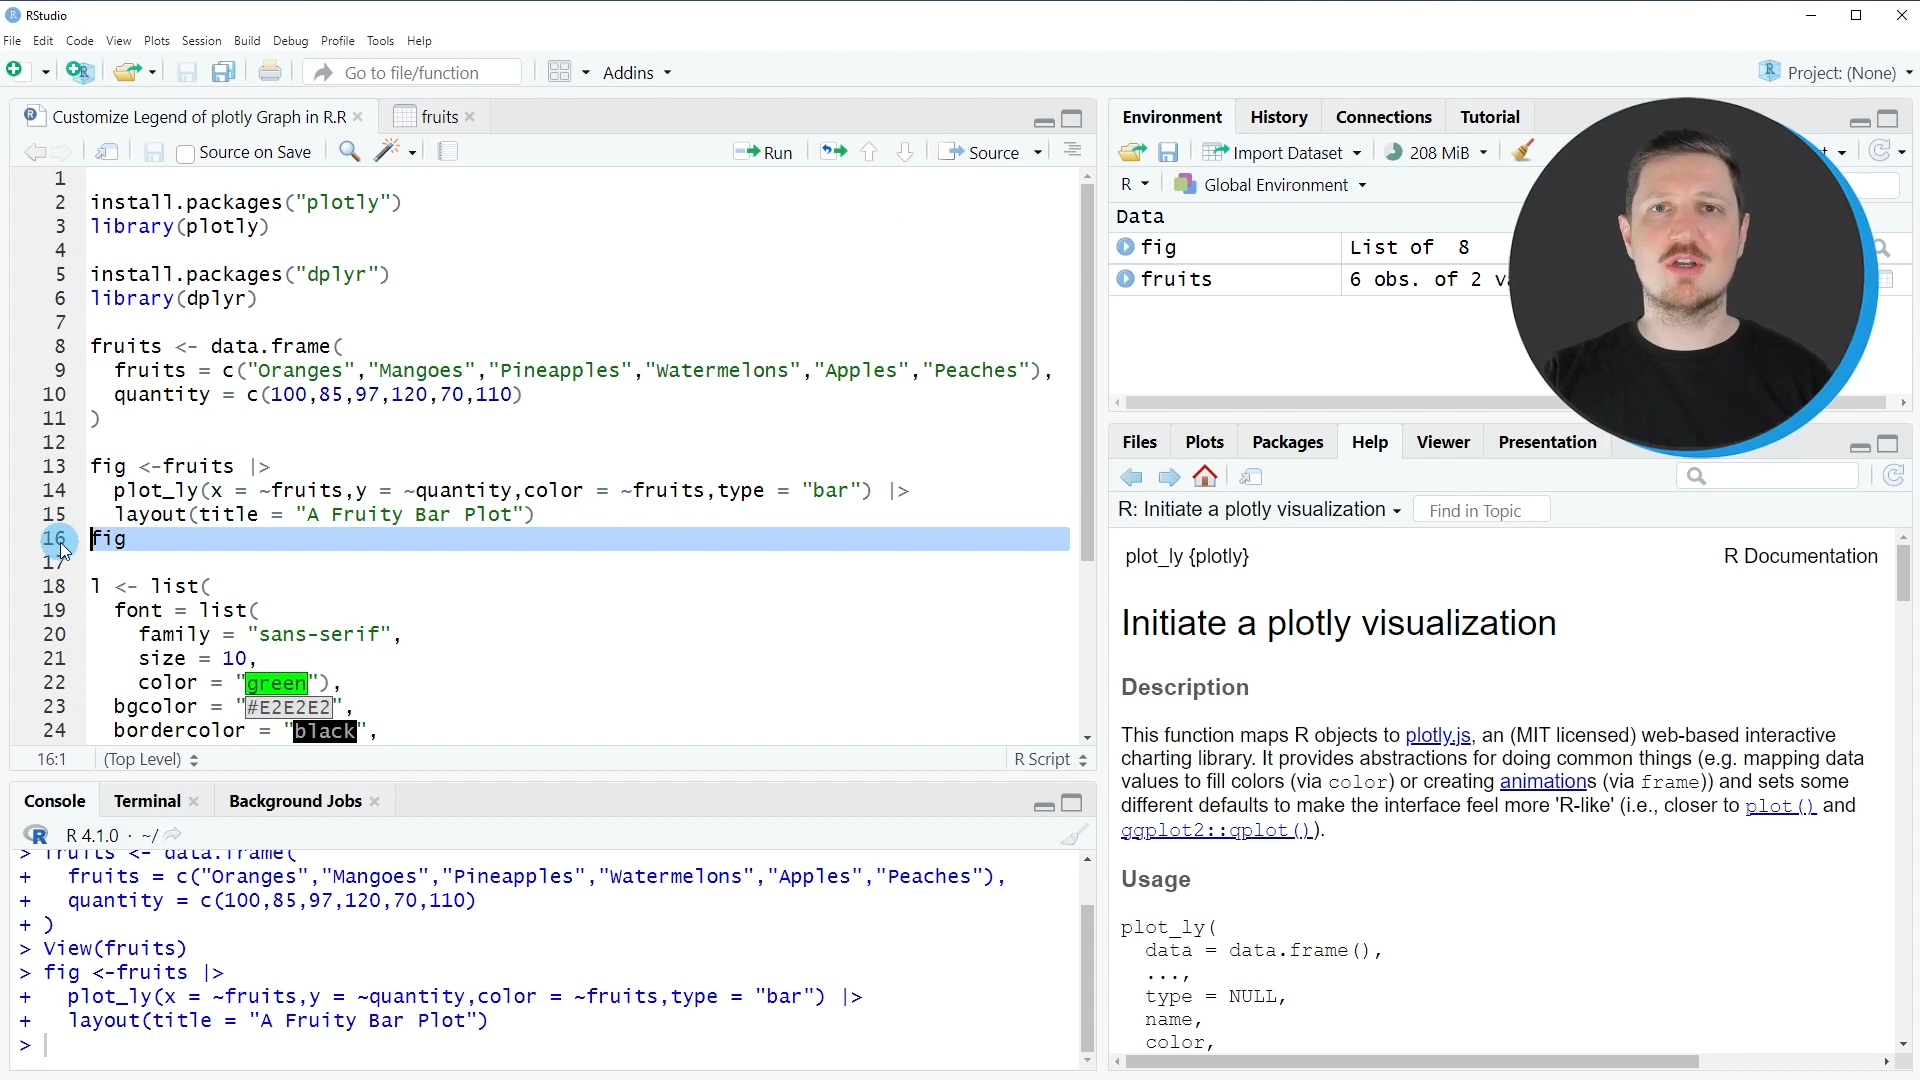 RStudio
File Edit Code View Plots Session Build Debug Profile Tools Help
Go to file/function Addins Project: (None)
Customize Legend of plotly Graph in R.R fruits
Source on Save Run Source
1
2 install.packages("plotly")
3 library(plotly)
4
5 install.packages("dplyr")
6 library(dplyr)
7
8 fruits <- data.frame(
9 fruits = c("Oranges","Mangoes","Pineapples","Watermelons","Apples","Peaches"),
10 quantity = c(100,85,97,120,70,110)
11 )
12
13 fig <-fruits |>
14 plot_ly(x = ~fruits,y = ~quantity,color = ~fruits,type = "bar") |>
15 layout(title = "A Fruity Bar Plot")
16 fig
17
18 l <- list(
19 font = list(
20 family = "sans-serif",
21 size = 10,
22 color = "green"),
23 bgcolor = "#E2E2E2",
24 bordercolor = "black",
16:1 (Top Level) R Script
Console Terminal Background Jobs
R 4.1.0 · ~/
> fruits <- data.frame(
+ fruits = c("Oranges","Mangoes","Pineapples","Watermelons","Apples","Peaches"),
+ quantity = c(100,85,97,120,70,110)
+ )
> View(fruits)
> fig <-fruits |>
+ plot_ly(x = ~fruits,y = ~quantity,color = ~fruits,type = "bar") |>
+ layout(title = "A Fruity Bar Plot")
>
Environment History Connections Tutorial
Import Dataset 208 MiB
R Global Environment
Data
fig List of 8
fruits 6 obs. of 2
Files Plots Packages Help Viewer Presentation
R: Initiate a plotly visualization Find in Topic
plot_ly {plotly} R Documentation
Initiate a plotly visualization
Description
This function maps R objects to plotly.js, an (MIT licensed) web-based interactive
charting library. It provides abstractions for doing common things (e.g. mapping data
values to fill colors (via color) or creating animations (via frame)) and sets some
different defaults to make the interface feel more 'R-like' (i.e., closer to plot() and
ggplot2::qplot()).
Usage
plot_ly(
data = data.frame(),
...,
type = NULL,
name,
color,